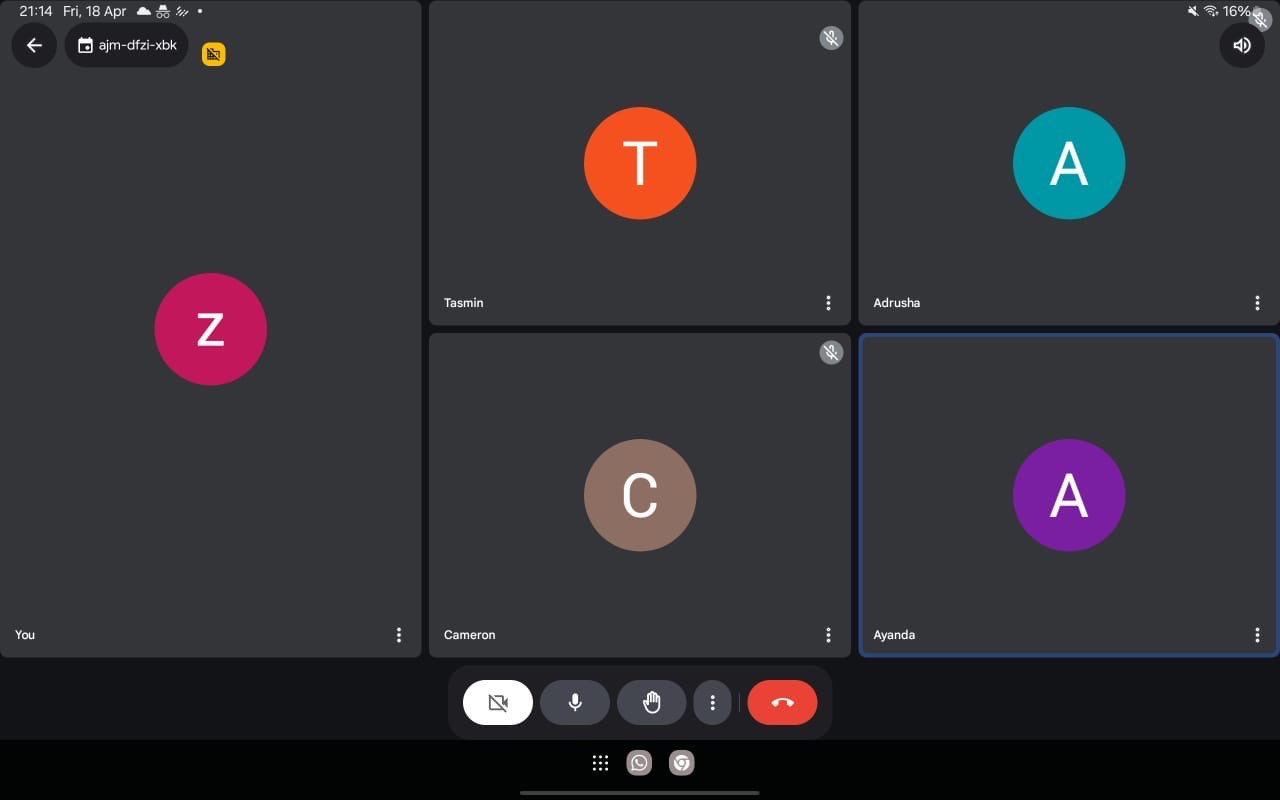 21:14 Fri, 18 Apr
16%
ajm-dfzi-xbk
T
A
z
Tasmin
Adrusha
C
A
You
Cameron
Ayanda